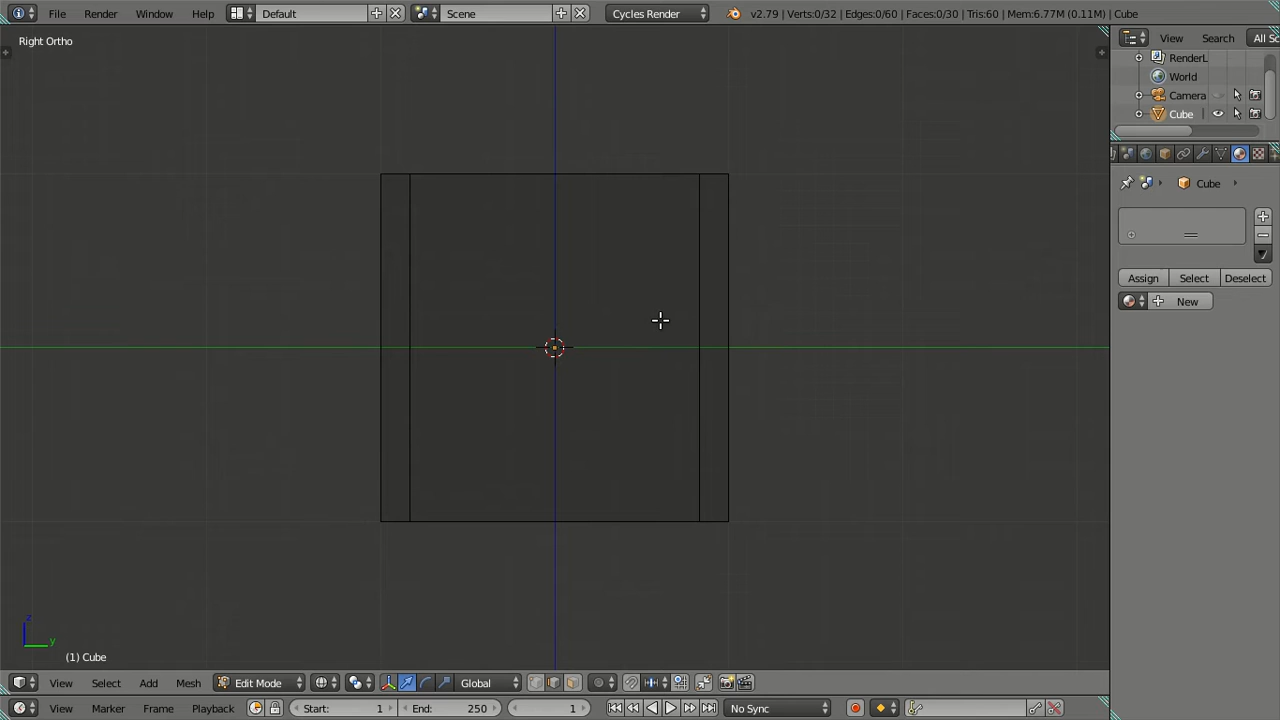 File Render Window Help Default Scene Cycles Render v2.79 | Verts:0/32 | Edges:0/60 | Faces:0/30 | Tris:60 | Mem:6.77M (0.11M) | Cube
Right Ortho
View Search All Sc
RenderL
World
Camera
Cube
Cube
Assign Select Deselect
New
z
y
(1) Cube
View Select Add Mesh Edit Mode Global
View Marker Frame Playback Start: 1 End: 250 1 No Sync